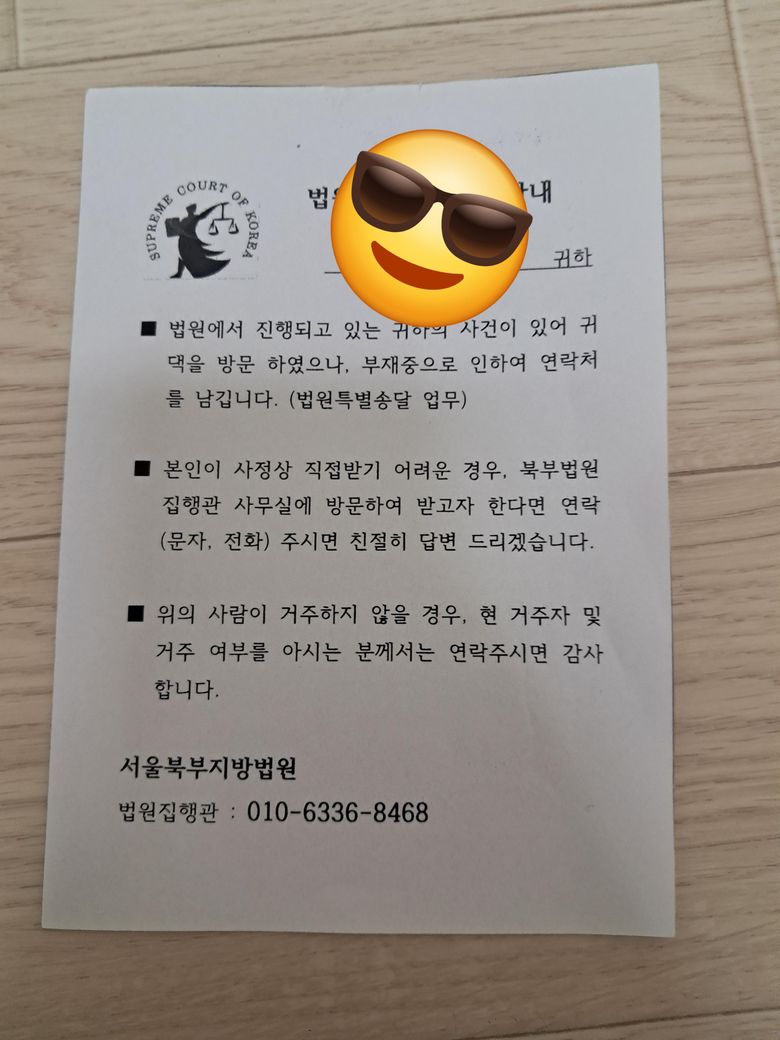 SUPREME COURT OF KOREA
법 안내
귀하
■ 법원에서 진행되고 있는 귀하의 사건이 있어 귀
댁을 방문 하였으나, 부재중으로 인하여 연락처
를 남깁니다. (법원특별송달 업무)
■ 본인이 사정상 직접받기 어려운 경우, 북부법원
집행관 사무실에 방문하여 받고자 한다면 연락
(문자, 전화) 주시면 친절히 답변 드리겠습니다.
■ 위의 사람이 거주하지 않을 경우, 현 거주자 및
거주 여부를 아시는 분께서는 연락주시면 감사
합니다.
서울북부지방법원
법원집행관 : 010-6336-8468